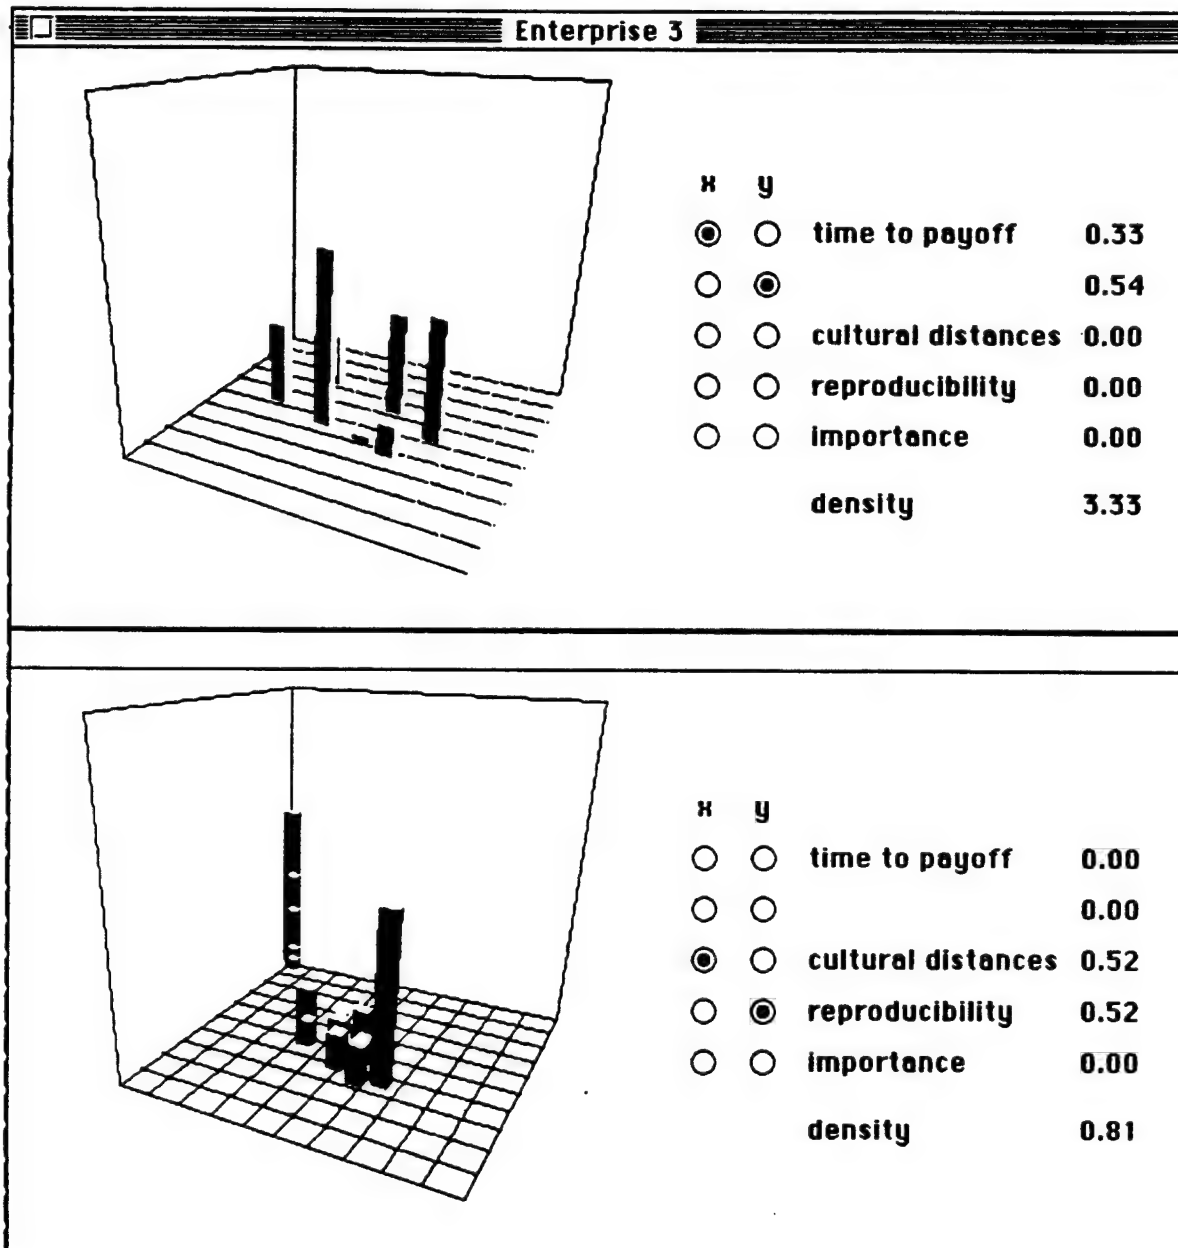 Enterprise 3
x y
time to payoff 0.33
0.54
cultural distances 0.00
reproducibility 0.00
importance 0.00
density 3.33
x y
time to payoff 0.00
0.00
cultural distances 0.52
reproducibility 0.52
importance 0.00
density 0.81